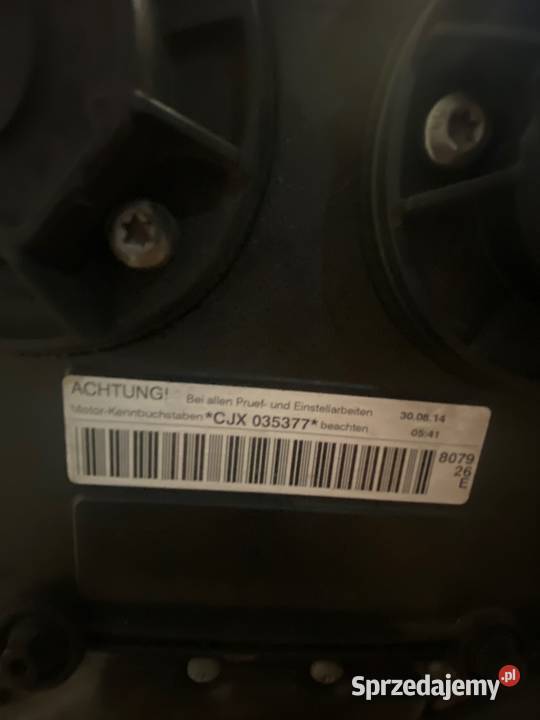 ACHTUNG! Bei allen Pruef- und Einstellarbeiten 30.08.14
Motor-Kennbuchstaben *CJX 035377* beachten 05:41
8079
26
E
Sprzedajemy.pl